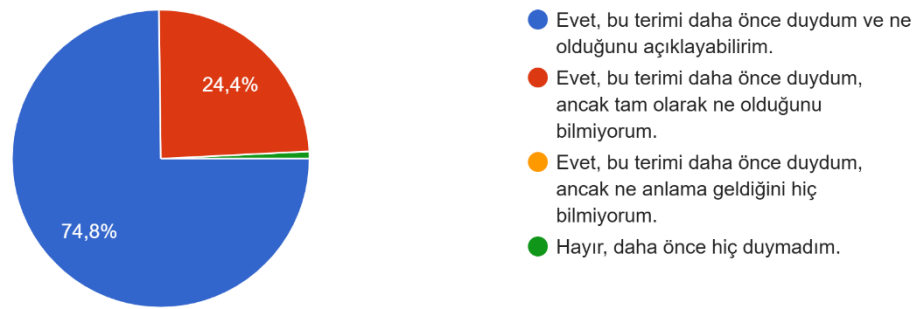 24,4%
74,8%
Evet, bu terimi daha önce duydum ve ne
olduğunu açıklayabilirim.
Evet, bu terimi daha önce duydum,
ancak tam olarak ne olduğunu
bilmiyorum.
Evet, bu terimi daha önce duydum,
ancak ne anlama geldiğini hiç
bilmiyorum.
Hayır, daha önce hiç duymadım.